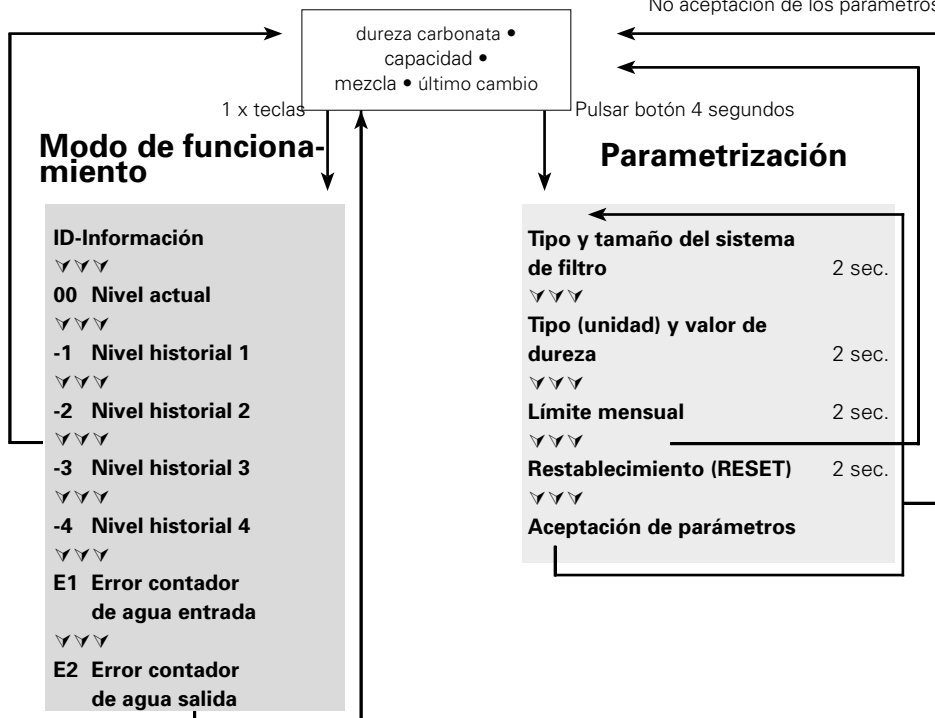 No aceptación de los parámetros
dureza carbonata •
capacidad •
mezcla • último cambio
1 x teclas
Pulsar botón 4 segundos
Modo de funciona-
miento
ID-Información
00 Nivel actual
-1 Nivel historial 1
-2 Nivel historial 2
-3 Nivel historial 3
-4 Nivel historial 4
E1 Error contador
de agua entrada
E2 Error contador
de agua salida
Parametrización
Tipo y tamaño del sistema
de filtro 2 sec.
Tipo (unidad) y valor de
dureza 2 sec.
Límite mensual 2 sec.
Restablecimiento (RESET) 2 sec.
Aceptación de parámetros